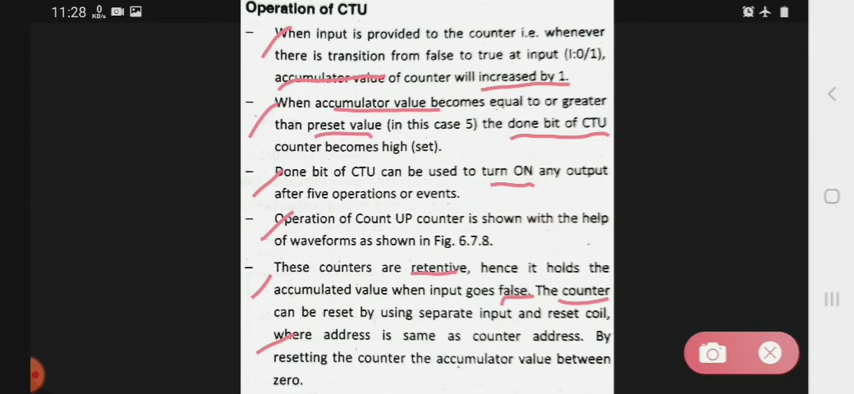 11:28 0 KB/s
Operation of CTU
– When input is provided to the counter i.e. whenever
there is transition from false to true at input (I:0/1),
accumulator value of counter will increased by 1.
– When accumulator value becomes equal to or greater
than preset value (in this case 5) the done bit of CTU
counter becomes high (set).
– Done bit of CTU can be used to turn ON any output
after five operations or events.
– Operation of Count UP counter is shown with the help
of waveforms as shown in Fig. 6.7.8.
– These counters are retentive, hence it holds the
accumulated value when input goes false. The counter
can be reset by using separate input and reset coil,
where address is same as counter address. By
resetting the counter the accumulator value between
zero.